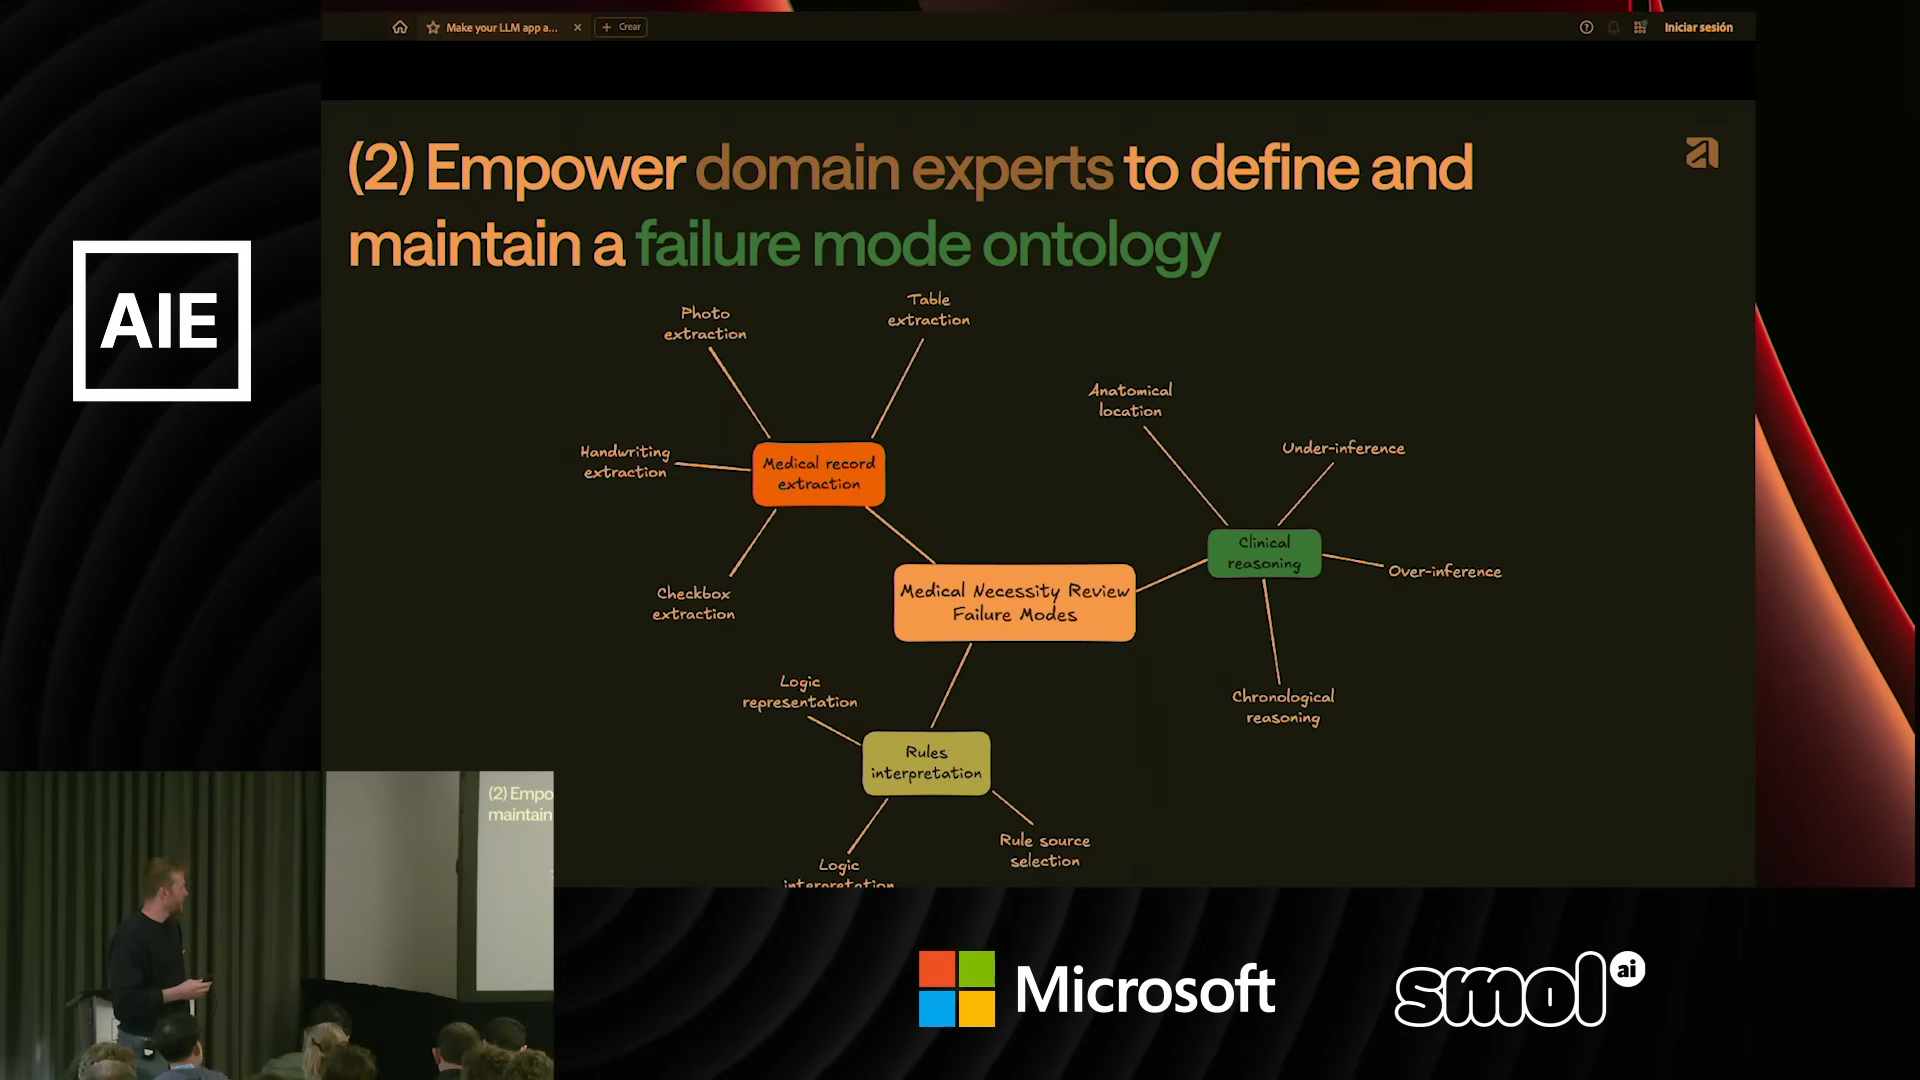 Make your LLM app a...
Crear
Iniciar sesión
(2) Empower domain experts to define and
maintain a failure mode ontology
Photo
extraction
Table
extraction
Anatomical
location
Under-inference
Handwriting
extraction
Medical record
extraction
Clinical
reasoning
Over-inference
Checkbox
extraction
Medical Necessity Review
Failure Modes
Chronological
reasoning
Logic
representation
Rules
interpretation
Rule source
selection
Logic
interpretation
AIE
(2) Empo
maintain
Microsoft
smol ai